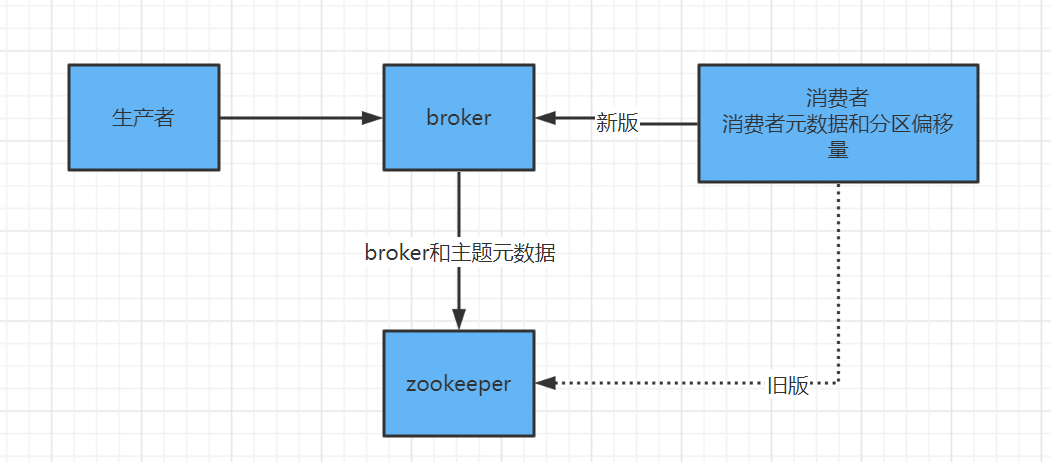 生产者
broker
新版
消费者
消费者元数据和分区偏移
量
broker和主题元数据
zookeeper
旧版